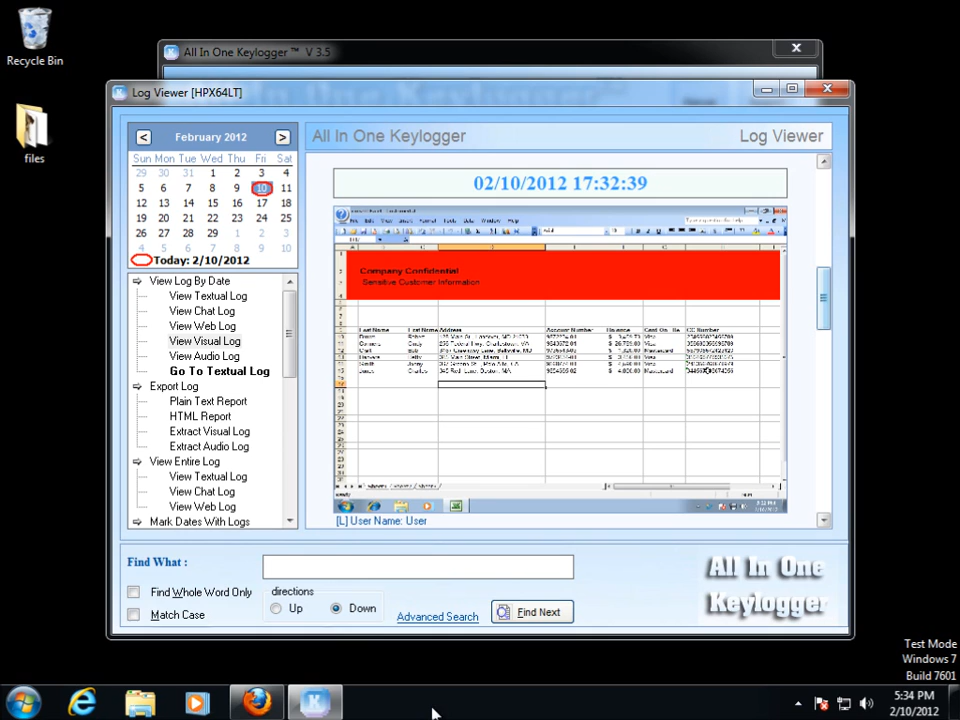 Recycle Bin
files
All In One Keylogger ™ V 3.5
Log Viewer [HPX64LT]
< February 2012 >
Sun Mon Tue Wed Thu Fri Sat
29 30 31 1 2 3 4
5 6 7 8 9 10 11
12 13 14 15 16 17 18
19 20 21 22 23 24 25
26 27 28 29 1 2 3
4 5 6 7 8 9 10
Today: 2/10/2012
View Log By Date
View Textual Log
View Chat Log
View Web Log
View Visual Log
View Audio Log
Go To Textual Log
Export Log
Plain Text Report
HTML Report
Extract Visual Log
Extract Audio Log
View Entire Log
View Textual Log
View Chat Log
View Web Log
Mark Dates With Logs
All In One Keylogger
Log Viewer
02/10/2012 17:32:39
Company Confidential
Sensitive Customer Information
Last Name First Name Address Account Number Balance CC Number
[L] User Name: User
Find What :
Find Whole Word Only
Match Case
directions
Up Down
Advanced Search
Find Next
All In One
Keylogger
Test Mode
Windows 7
Build 7601
5:34 PM
2/10/2012